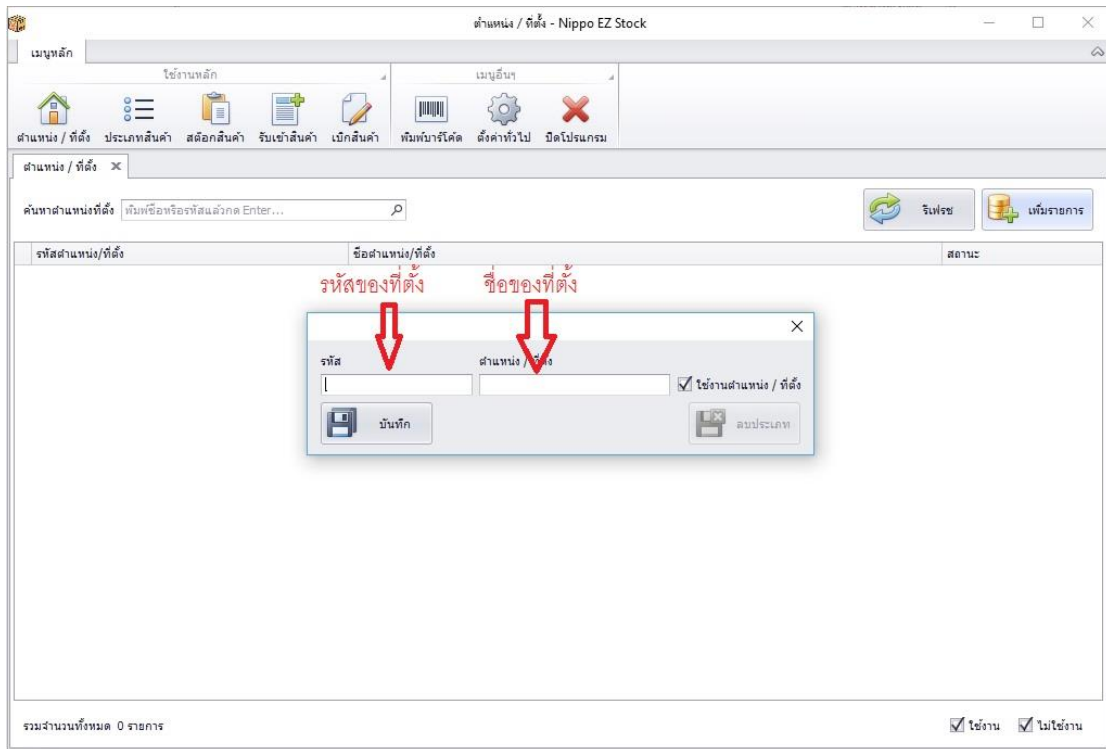 ตำแหน่ง / ที่ตั้ง - Nippo EZ Stock
เมนูหลัก
ใช้งานหลัก
เมนูอื่นๆ
ตำแหน่ง / ที่ตั้ง ประเภทสินค้า สต๊อกสินค้า รับเข้าสินค้า เบิกสินค้า พิมพ์บาร์โค้ด ตั้งค่าทั่วไป ปิดโปรแกรม
ตำแหน่ง / ที่ตั้ง
ค้นหาตำแหน่งที่ตั้ง พิมพ์ชื่อหรือรหัสแล้วกด Enter... รีเฟรช เพิ่มรายการ
รหัสตำแหน่ง/ที่ตั้ง ชื่อตำแหน่ง/ที่ตั้ง สถานะ
รหัสของที่ตั้ง ชื่อของที่ตั้ง
รหัส ตำแหน่ง / ที่ตั้ง
ใช้งานตำแหน่ง / ที่ตั้ง
บันทึก ลบประเภท
รวมจำนวนทั้งหมด 0 รายการ ใช้งาน ไม่ใช้งาน